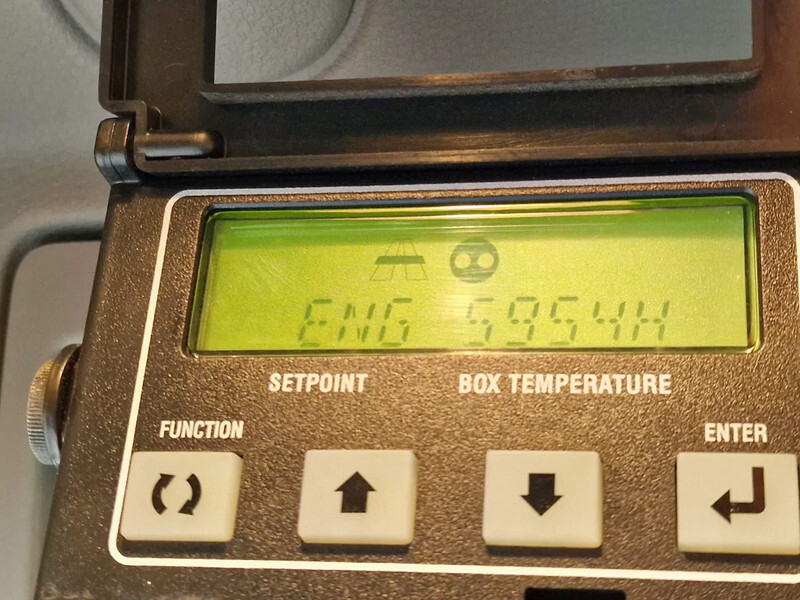 ENG 5954H
SETPOINT BOX TEMPERATURE
FUNCTION ENTER